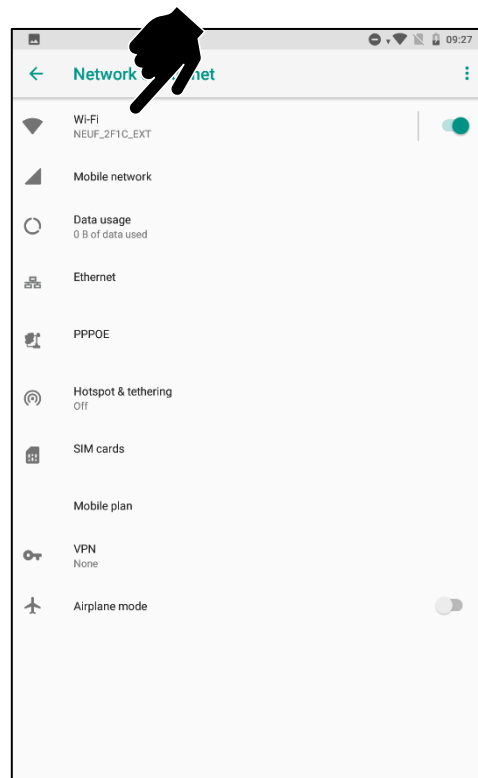 09:27
Network net
Wi-Fi
NEUF_2F1C_EXT
Mobile network
Data usage
0 B of data used
Ethernet
PPPOE
Hotspot & tethering
Off
SIM cards
Mobile plan
VPN
None
Airplane mode